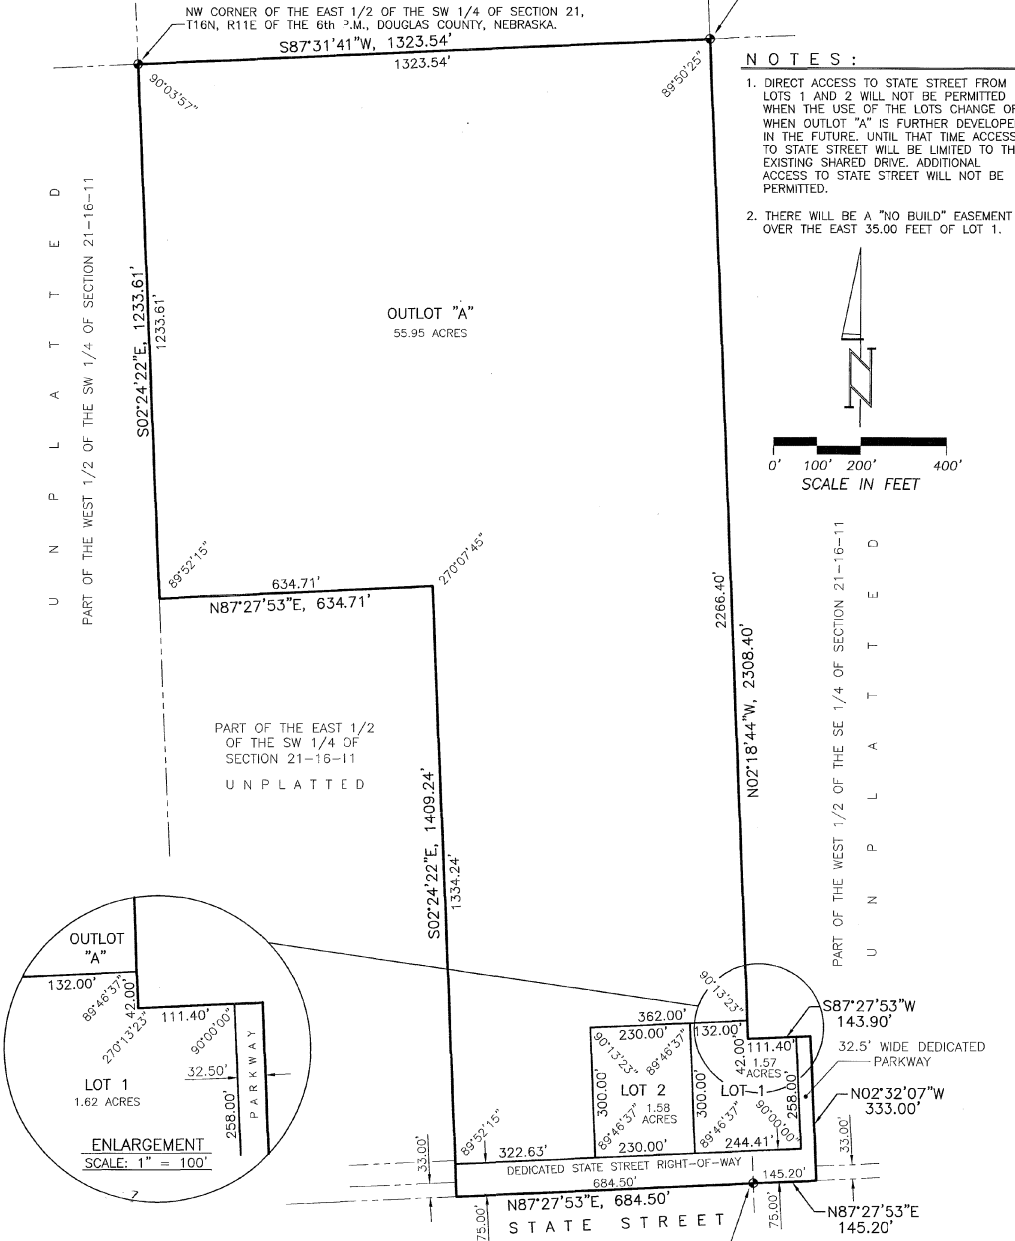 NW CORNER OF THE EAST 1/2 OF THE SW 1/4 OF SECTION 21,
T16N, R11E OF THE 6th P.M., DOUGLAS COUNTY, NEBRASKA.
S87°31'41"W, 1323.54'
1323.54'
90°03'57"
89°50'25"
NOTES:
1. DIRECT ACCESS TO STATE STREET FROM
LOTS 1 AND 2 WILL NOT BE PERMITTED
WHEN THE USE OF THE LOTS CHANGE OR
WHEN OUTLOT "A" IS FURTHER DEVELOPE
IN THE FUTURE. UNTIL THAT TIME ACCESS
TO STATE STREET WILL BE LIMITED TO TH
EXISTING SHARED DRIVE. ADDITIONAL
ACCESS TO STATE STREET WILL NOT BE
PERMITTED.
2. THERE WILL BE A "NO BUILD" EASEMENT
OVER THE EAST 35.00 FEET OF LOT 1.
UNPLATTED
PART OF THE WEST 1/2 OF THE SW 1/4 OF SECTION 21-16-11
S02°24'22"E, 1233.61'
1233.61'
OUTLOT "A"
55.95 ACRES
N
0' 100' 200' 400'
SCALE IN FEET
89°52'15"
634.71'
N87°27'53"E, 634.71'
270°07'45"
2266.40'
N02°18'44"W, 2308.40'
PART OF THE WEST 1/2 OF THE SE 1/4 OF SECTION 21-16-11
UNPLATTED
PART OF THE EAST 1/2
OF THE SW 1/4 OF
SECTION 21-16-11
UNPLATTED
S02°24'22"E, 1409.24'
1334.24'
OUTLOT
"A"
132.00'
89°46'37"
42.00'
111.40'
270°13'23"
90°00'00"
LOT 1
1.62 ACRES
32.50'
258.00'
PARKWAY
ENLARGEMENT
SCALE: 1" = 100'
90°13'23"
362.00'
230.00'
132.00'
S87°27'53"W
143.90'
90°13'23"
89°46'37"
42.00'
111.40'
32.5' WIDE DEDICATED
PARKWAY
1.57
ACRES
LOT 2
LOT 1
1.58
ACRES
300.00'
300.00'
258.00'
N02°32'07"W
333.00'
89°52'15"
89°46'37"
89°46'37"
90°00'00"
322.63'
230.00'
244.41'
33.00'
33.00'
DEDICATED STATE STREET RIGHT-OF-WAY
684.50'
145.20'
N87°27'53"E, 684.50'
STATE STREET
75.00'
75.00'
N87°27'53"E
145.20'